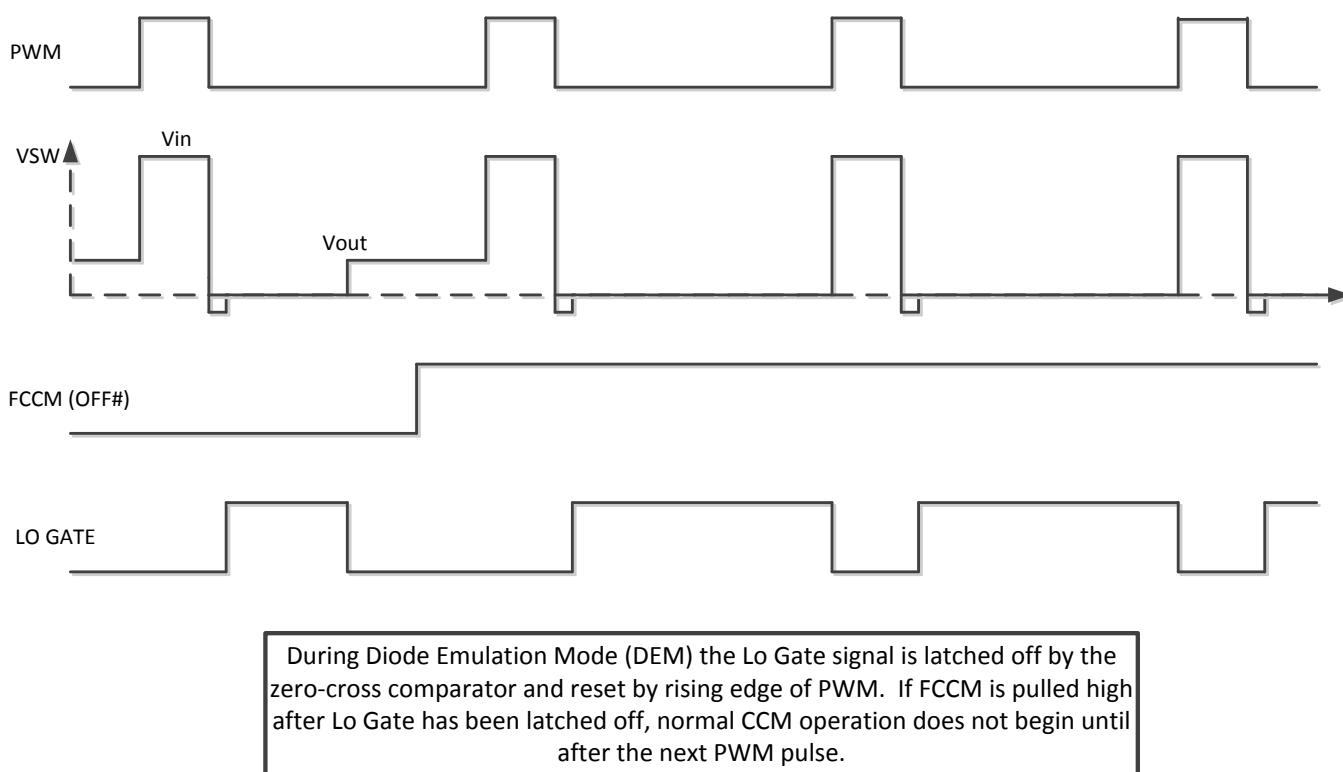 PWM
Vin
VSW
Vout
FCCM (OFF#)
LO GATE
During Diode Emulation Mode (DEM) the Lo Gate signal is latched off by the
zero-cross comparator and reset by rising edge of PWM.  If FCCM is pulled high
after Lo Gate has been latched off, normal CCM operation does not begin until
after the next PWM pulse.